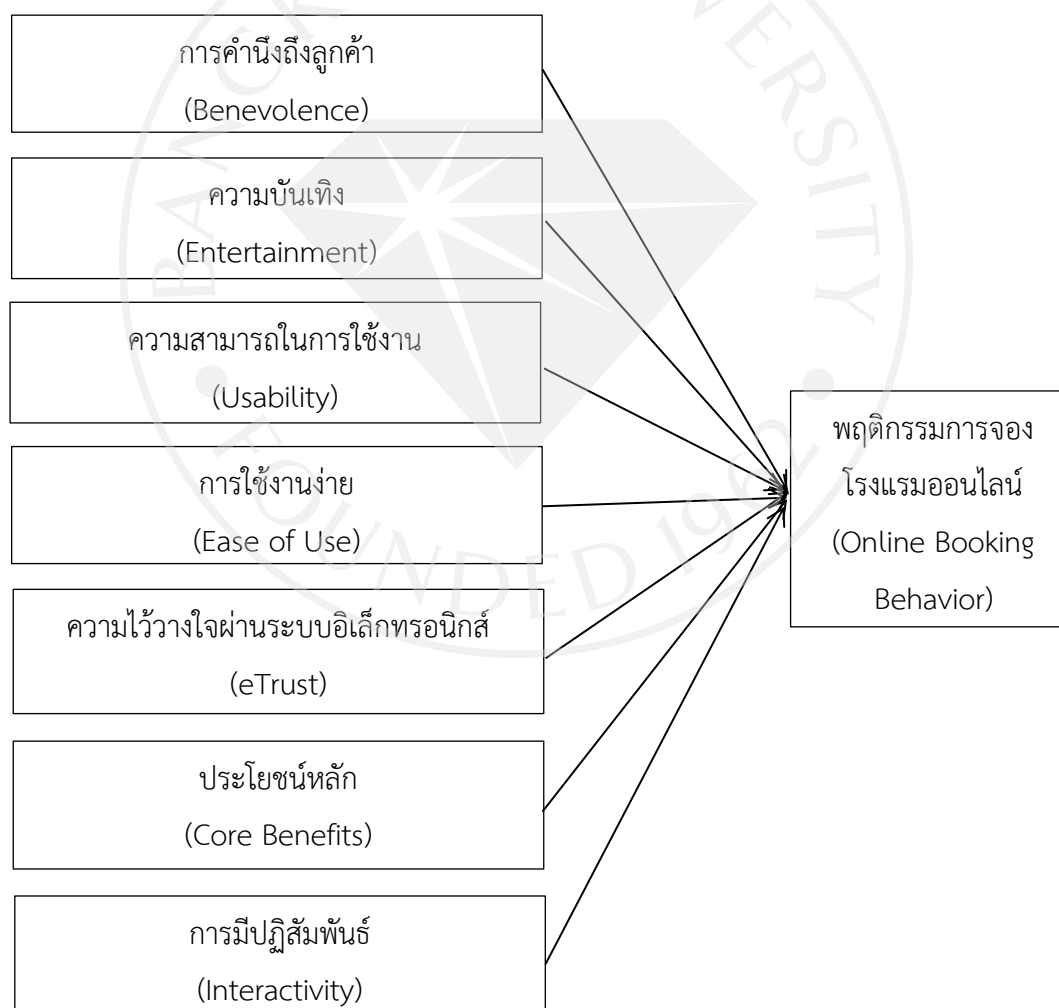 การคำนึงถึงลูกค้า
(Benevolence)
ความบันเทิง
(Entertainment)
ความสามารถในการใช้งาน
(Usability)
การใช้งานง่าย
(Ease of Use)
ความไว้วางใจผ่านระบบอิเล็กทรอนิกส์
(eTrust)
ประโยชน์หลัก
(Core Benefits)
การมีปฏิสัมพันธ์
(Interactivity)
พฤติกรรมการจอง
โรงแรมออนไลน์
(Online Booking
Behavior)
FOUNDED 1962